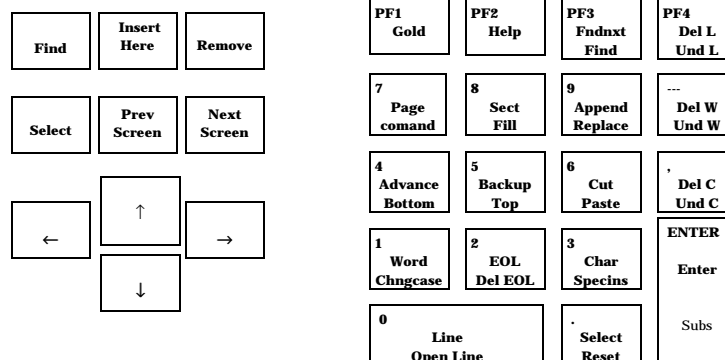 Find
Insert
Here
Remove
Select
Prev
Screen
Next
Screen
↑
←
→
↓
PF1
Gold
PF2
Help
PF3
Fndnxt
Find
PF4
Del L
Und L
7
Page
comand
8
Sect
Fill
9
Append
Replace
---
Del W
Und W
4
Advance
Bottom
5
Backup
Top
6
Cut
Paste
,
Del C
Und C
1
Word
Chngcase
2
EOL
Del EOL
3
Char
Specins
ENTER
Enter
Subs
0
Line
Open Line
.
Select
Reset